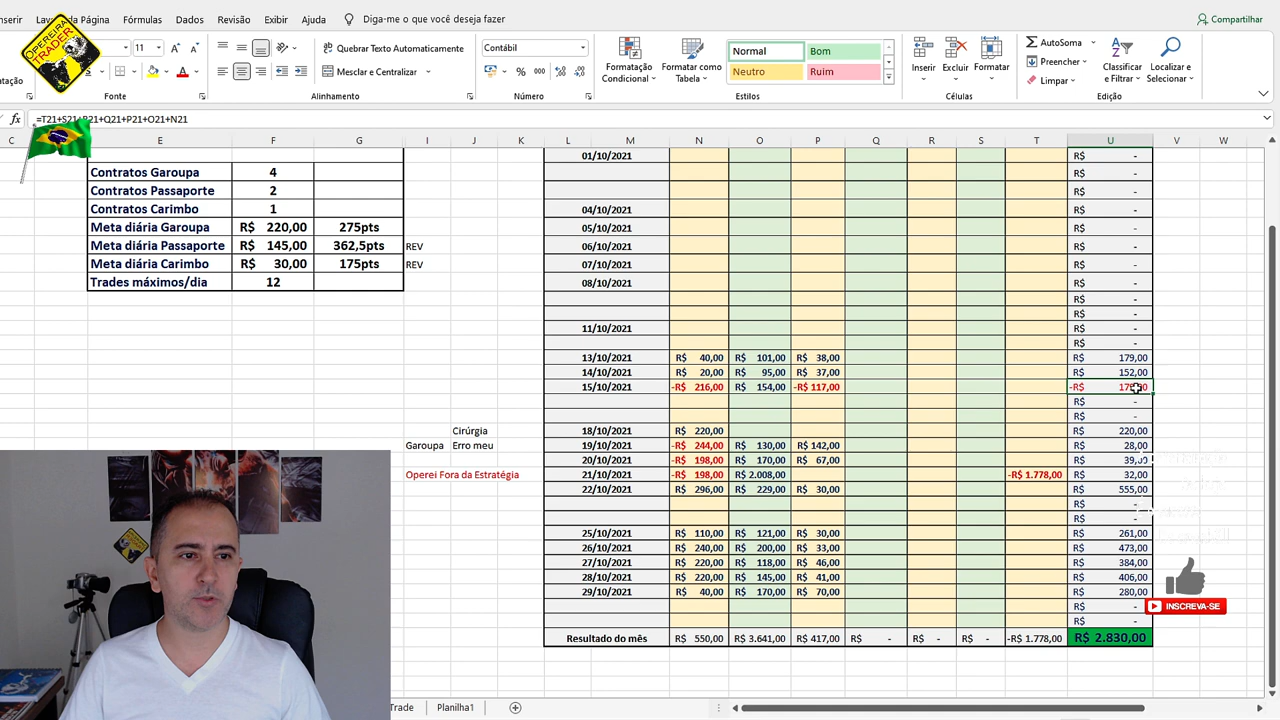 nserir
Página
Fórmulas
Dados
Revisão
Exibir
Ajuda
Diga-me o que você deseja fazer
Compartilhar
OPEREIRA
TRADER
11
Quebrar Texto Automaticamente
Mesclar e Centralizar
Contábil
% 000
Formatação Condicional
Formatar como Tabela
Normal
Bom
Neutro
Ruim
Inserir
Excluir
Formatar
AutoSoma
Preencher
Limpar
Classificar e Filtrar
Localizar e Selecionar
Fonte
Alinhamento
Número
Estilos
Células
Edição
fx =T21+S21+R21+Q21+P21+O21+N21
C E F G I J K L M N O P Q R S T U V W
Contratos Garoupa 4
Contratos Passaporte 2
Contratos Carimbo 1
Meta diária Garoupa R$ 220,00 275pts
Meta diária Passaporte R$ 145,00 362,5pts REV
Meta diária Carimbo R$ 30,00 175pts REV
Trades máximos/dia 12
01/10/2021 R$ -
R$ -
R$ -
04/10/2021 R$ -
05/10/2021 R$ -
06/10/2021 R$ -
07/10/2021 R$ -
08/10/2021 R$ -
R$ -
R$ -
11/10/2021 R$ -
R$ -
13/10/2021 R$ 40,00 R$ 101,00 R$ 38,00 R$ 179,00
14/10/2021 R$ 20,00 R$ 95,00 R$ 37,00 R$ 152,00
15/10/2021 -R$ 216,00 R$ 154,00 -R$ 117,00 -R$
R$ -
R$ -
Cirúrgia 18/10/2021 R$ 220,00 R$ 220,00
Garoupa Erro meu 19/10/2021 -R$ 244,00 R$ 130,00 R$ 142,00 R$ 28,00
20/10/2021 -R$ 198,00 R$ 170,00 R$ 67,00 R$ 39,00
Operei Fora da Estratégia 21/10/2021 -R$ 198,00 R$ 2.008,00 -R$ 1.778,00 R$ 32,00
22/10/2021 R$ 296,00 R$ 229,00 R$ 30,00 R$ 555,00
R$ -
R$ -
25/10/2021 R$ 110,00 R$ 121,00 R$ 30,00 R$ 261,00
26/10/2021 R$ 240,00 R$ 200,00 R$ 33,00 R$ 473,00
27/10/2021 R$ 220,00 R$ 118,00 R$ 46,00 R$ 384,00
28/10/2021 R$ 220,00 R$ 145,00 R$ 41,00 R$ 406,00
29/10/2021 R$ 40,00 R$ 170,00 R$ 70,00 R$ 280,00
R$ -
R$ -
Resultado do mês R$ 550,00 R$ 3.641,00 R$ 417,00 R$ - R$ - R$ - -R$ 1.778,00 R$ 2.830,00
INSCREVA-SE
Trade
Planilha1